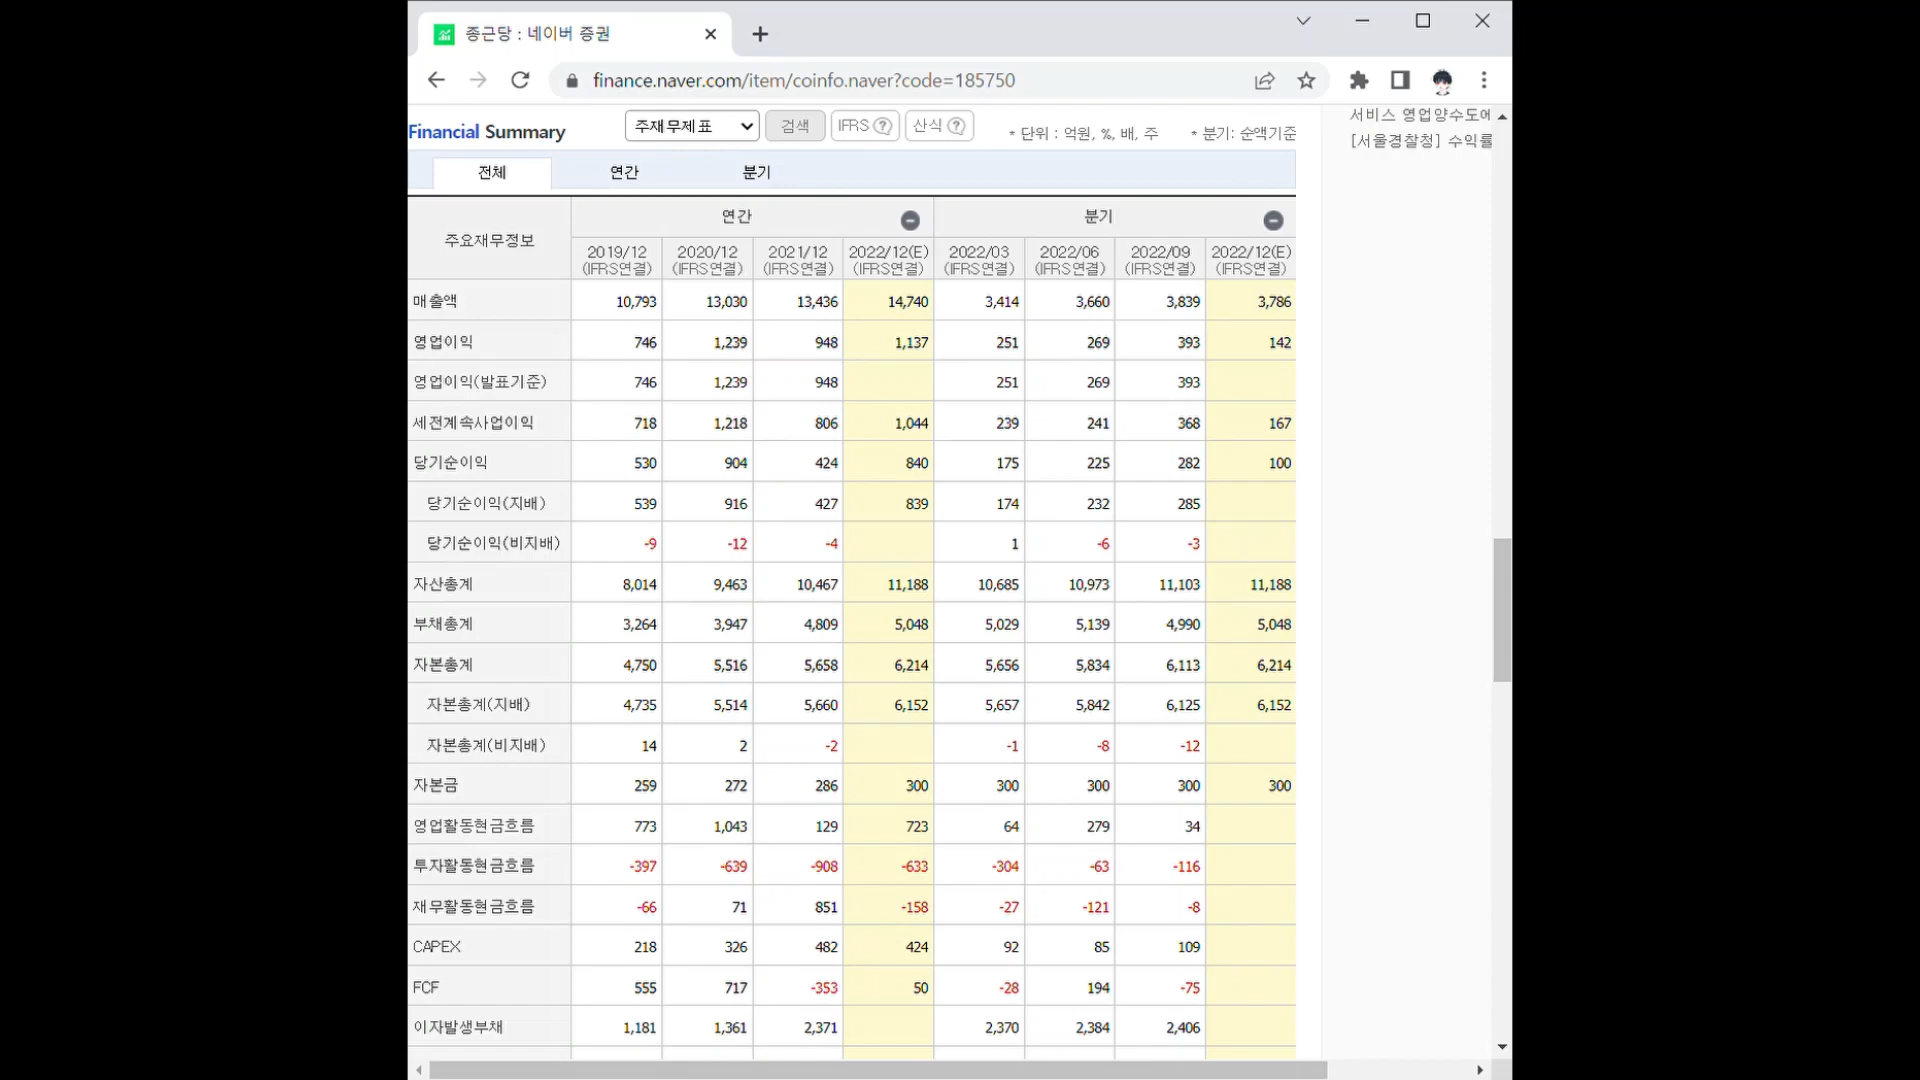 종근당 : 네이버 증권
finance.naver.com/item/coinfo.naver?code=185750
서비스 영업양수도에
[서울경찰청] 수익률
Financial Summary 주재무제표 검색 IFRS ? 산식 ? * 단위 : 억원, %, 배, 주 * 분기: 순액기준
전체 연간 분기
주요재무정보 연간 분기
2019/12 (IFRS연결) 2020/12 (IFRS연결) 2021/12 (IFRS연결) 2022/12(E) (IFRS연결) 2022/03 (IFRS연결) 2022/06 (IFRS연결) 2022/09 (IFRS연결) 2022/12(E) (IFRS연결)
매출액 10,793 13,030 13,436 14,740 3,414 3,660 3,839 3,786
영업이익 746 1,239 948 1,137 251 269 393 142
영업이익(발표기준) 746 1,239 948 251 269 393
세전계속사업이익 718 1,218 806 1,044 239 241 368 167
당기순이익 530 904 424 840 175 225 282 100
당기순이익(지배) 539 916 427 839 174 232 285
당기순이익(비지배) -9 -12 -4 1 -6 -3
자산총계 8,014 9,463 10,467 11,188 10,685 10,973 11,103 11,188
부채총계 3,264 3,947 4,809 5,048 5,029 5,139 4,990 5,048
자본총계 4,750 5,516 5,658 6,214 5,656 5,834 6,113 6,214
자본총계(지배) 4,735 5,514 5,660 6,152 5,657 5,842 6,125 6,152
자본총계(비지배) 14 2 -2 -1 -8 -12
자본금 259 272 286 300 300 300 300 300
영업활동현금흐름 773 1,043 129 723 64 279 34
투자활동현금흐름 -397 -639 -908 -633 -304 -63 -116
재무활동현금흐름 -66 71 851 -158 -27 -121 -8
CAPEX 218 326 482 424 92 85 109
FCF 555 717 -353 50 -28 194 -75
이자발생부채 1,181 1,361 2,371 2,370 2,384 2,406